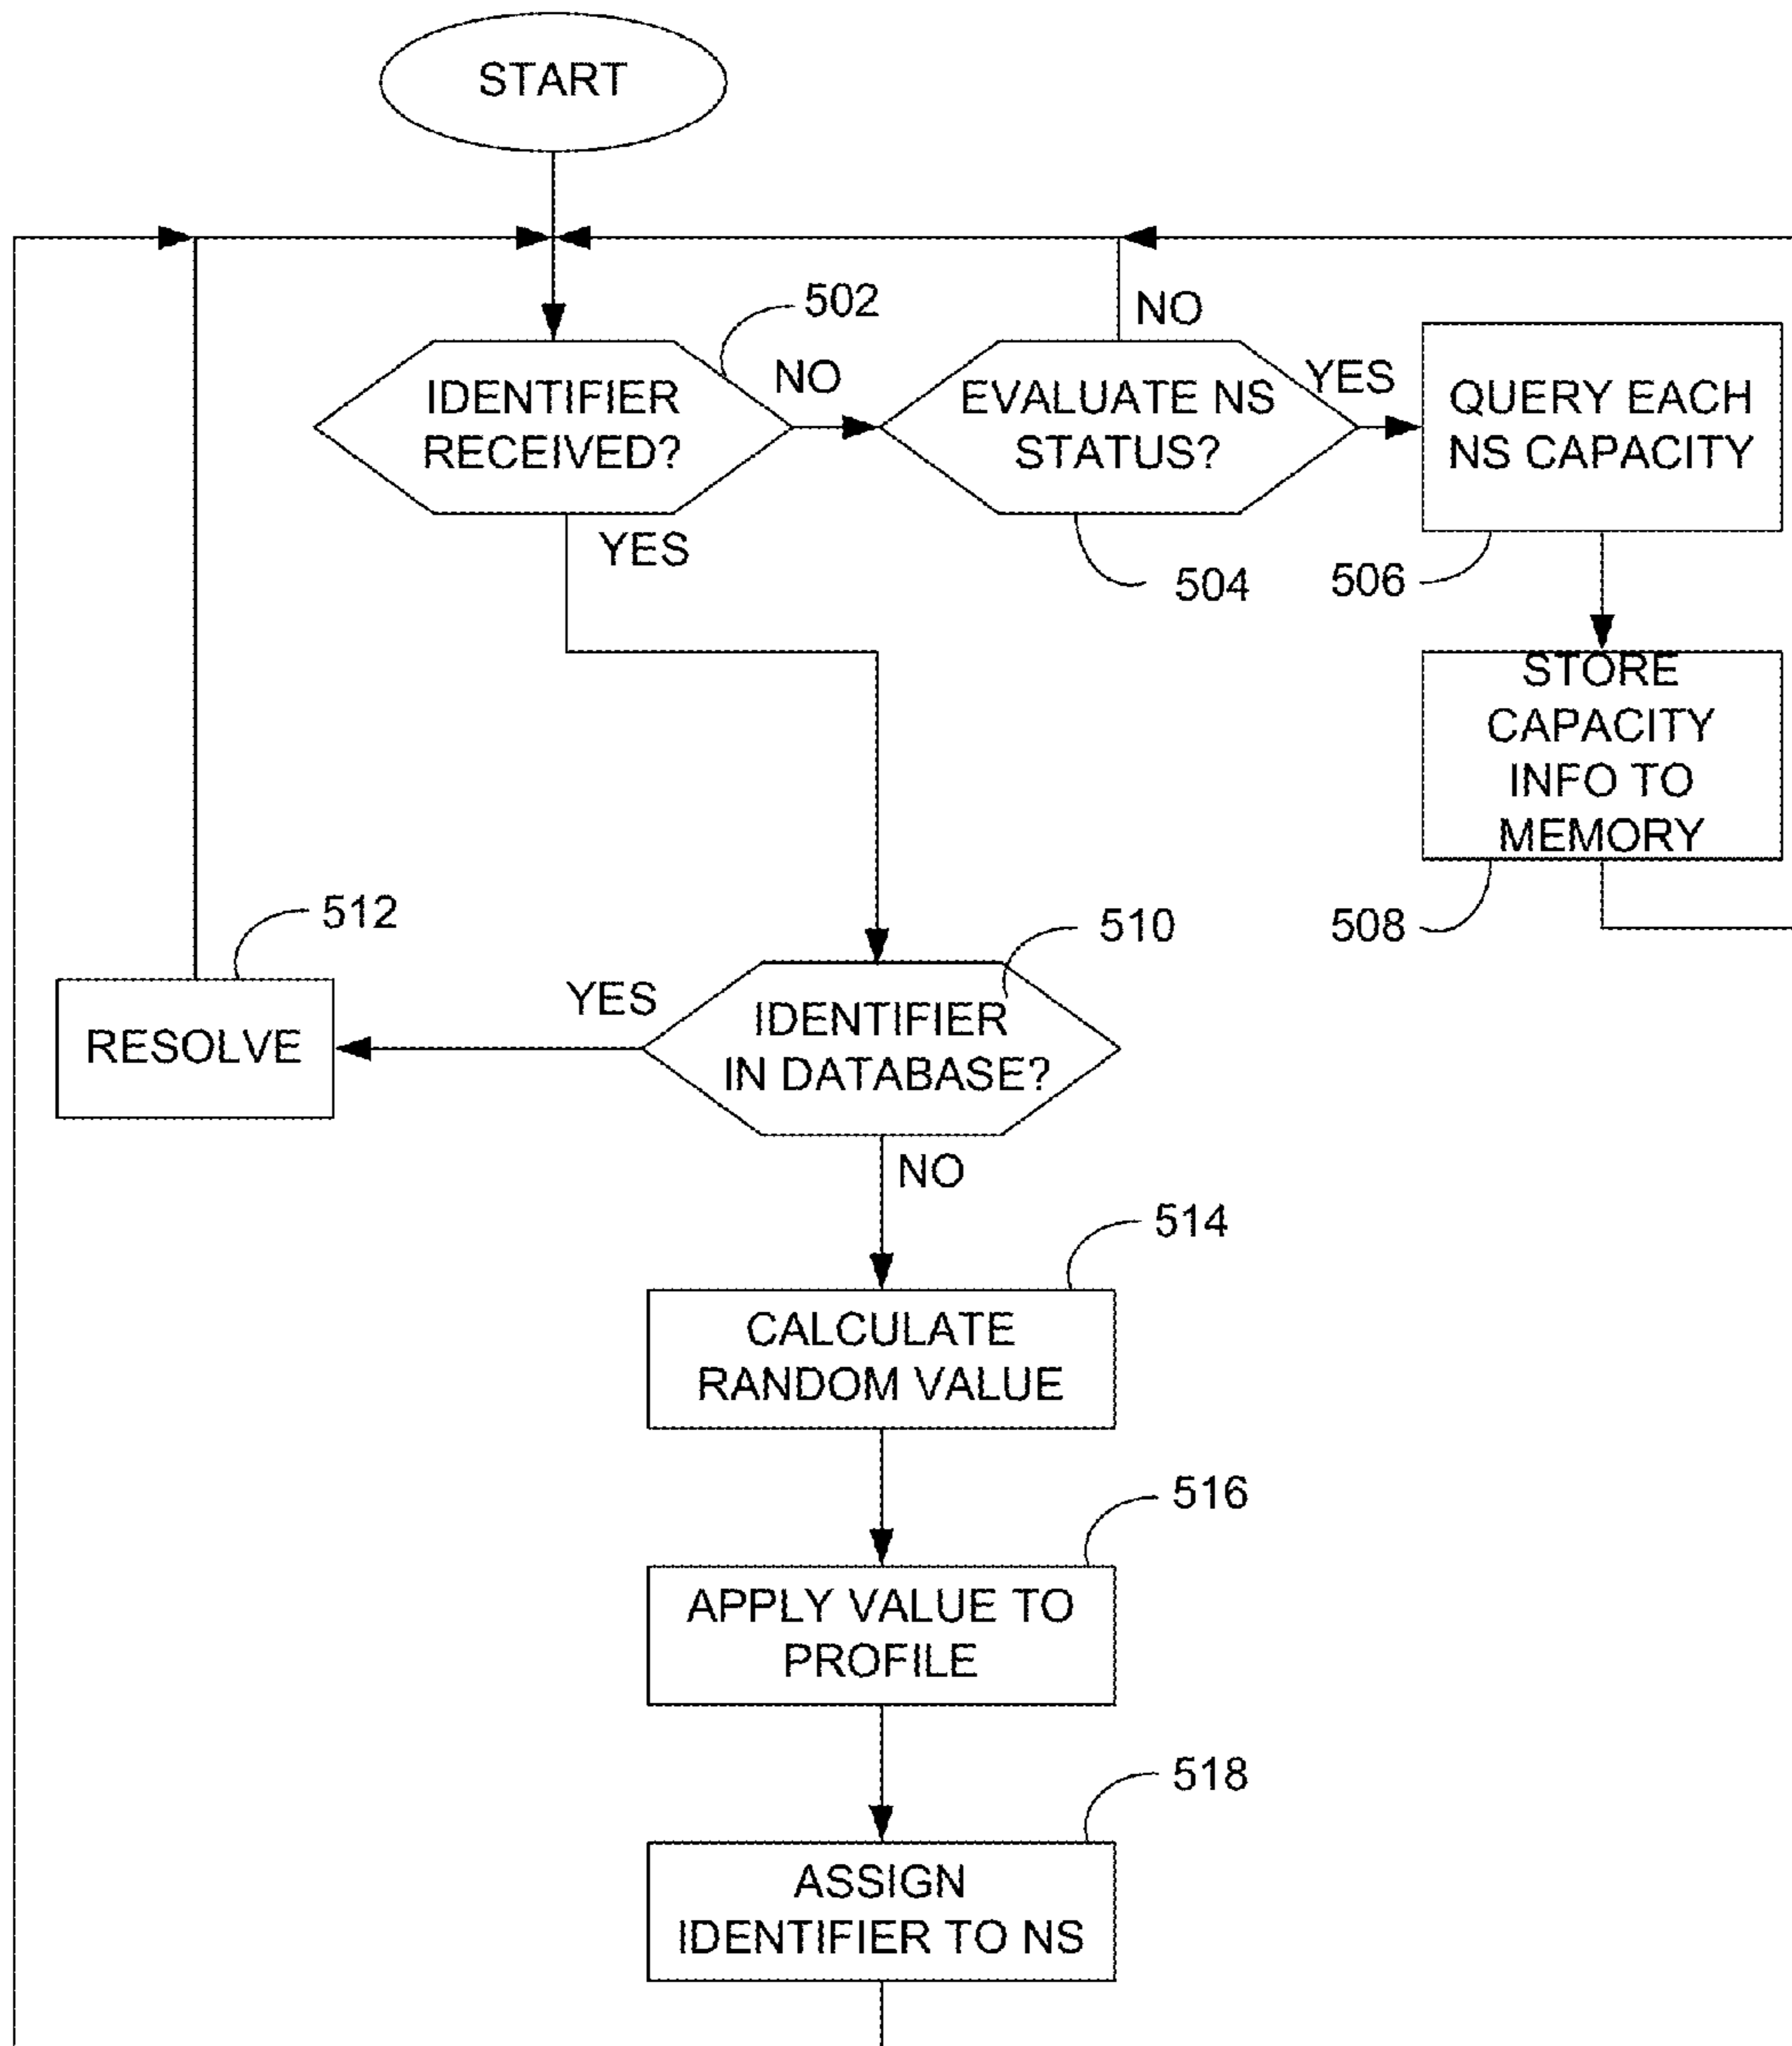 START
502
NO
IDENTIFIER
RECEIVED?
NO
EVALUATE NS
STATUS?
YES
QUERY EACH
NS CAPACITY
YES
504
506
STORE
CAPACITY
INFO TO
MEMORY
508
512
510
RESOLVE
YES
IDENTIFIER
IN DATABASE?
NO
514
CALCULATE
RANDOM VALUE
516
APPLY VALUE TO
PROFILE
518
ASSIGN
IDENTIFIER TO NS